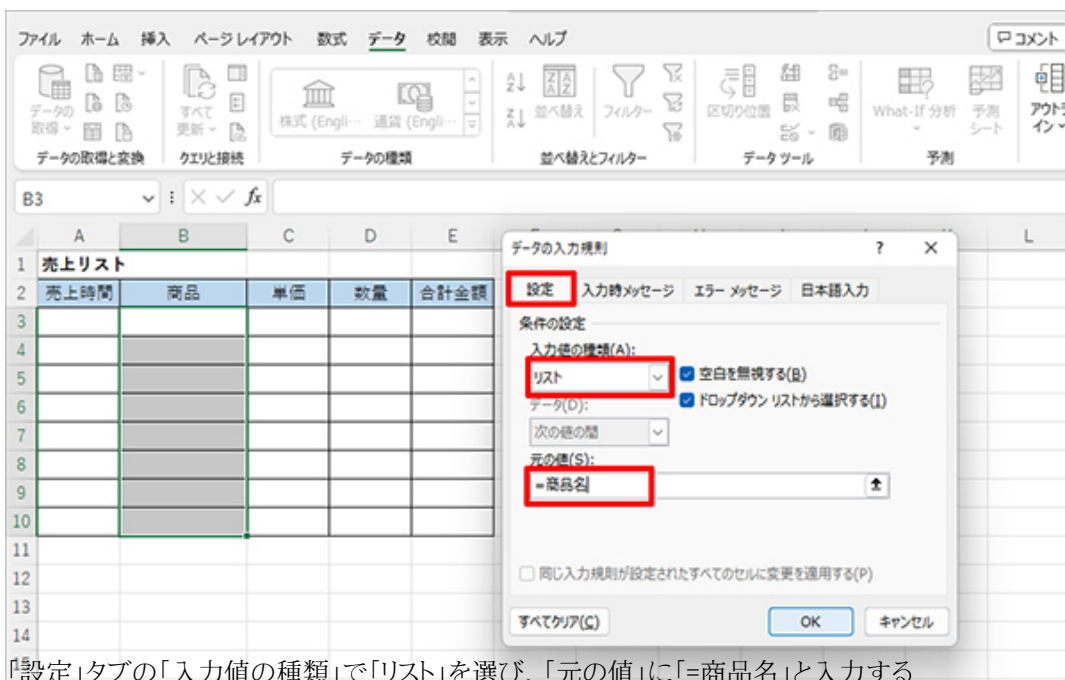 ファイル ホーム 挿入 ページ レイアウト 数式 データ 校閲 表示 ヘルプ コメント
データの取得 すべて更新 株式 (Engli… 通貨 (Engli… 並べ替え フィルター 区切り位置 What-If 分析 予測シート アウトライン
データの取得と変換 クエリと接続 データの種類 並べ替えとフィルター データ ツール 予測
B3 fx
A B C D E L
1 売上リスト
2 売上時間 商品 単価 数量 合計金額
3
4
5
6
7
8
9
10
11
12
13
14
データの入力規則 ? ×
設定 入力時メッセージ エラー メッセージ 日本語入力
条件の設定
入力値の種類(A):
リスト 空白を無視する(B)
データ(D): ドロップダウン リストから選択する(I)
次の値の間
元の値(S):
=商品名
同じ入力規則が設定されたすべてのセルに変更を適用する(P)
すべてクリア(C) OK キャンセル
「設定」タブの「入力値の種類」で「リスト」を選び、「元の値」に「=商品名」と入力する